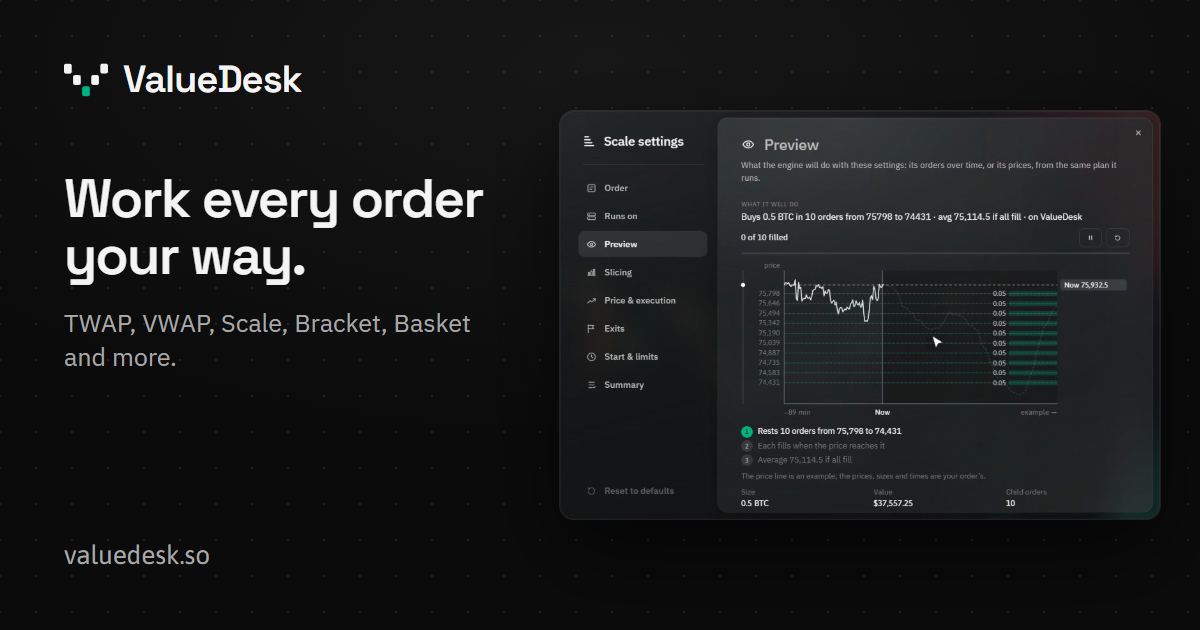 ValueDesk
Work every order
your way.
TWAP, VWAP, Scale, Bracket, Basket
and more.
valuedesk.so
Scale settings
Order
Runs on
Preview
Slicing
Price & execution
Exits
Start & limits
Summary
Reset to defaults
Preview
What the engine will do with these settings: its orders over time, or its prices, from the same plan it
runs.
WHAT IT WILL DO
Buys 0.5 BTC in 10 orders from 75798 to 74431 · avg 75,114.5 if all fill · on ValueDesk
0 of 10 filled
price
Now 75,932.5
75,798 0.05
75,646 0.05
75,494 0.05
75,342 0.05
75,190 0.05
75,039 0.05
74,887 0.05
74,735 0.05
74,583 0.05
74,431 0.05
-89 min Now example →
1 Rests 10 orders from 75,798 to 74,431
2 Each fills when the price reaches it
3 Average 75,114.5 if all fill
The price line is an example; the prices, sizes and times are your order's.
Size Value Child orders
0.5 BTC $37,557.25 10